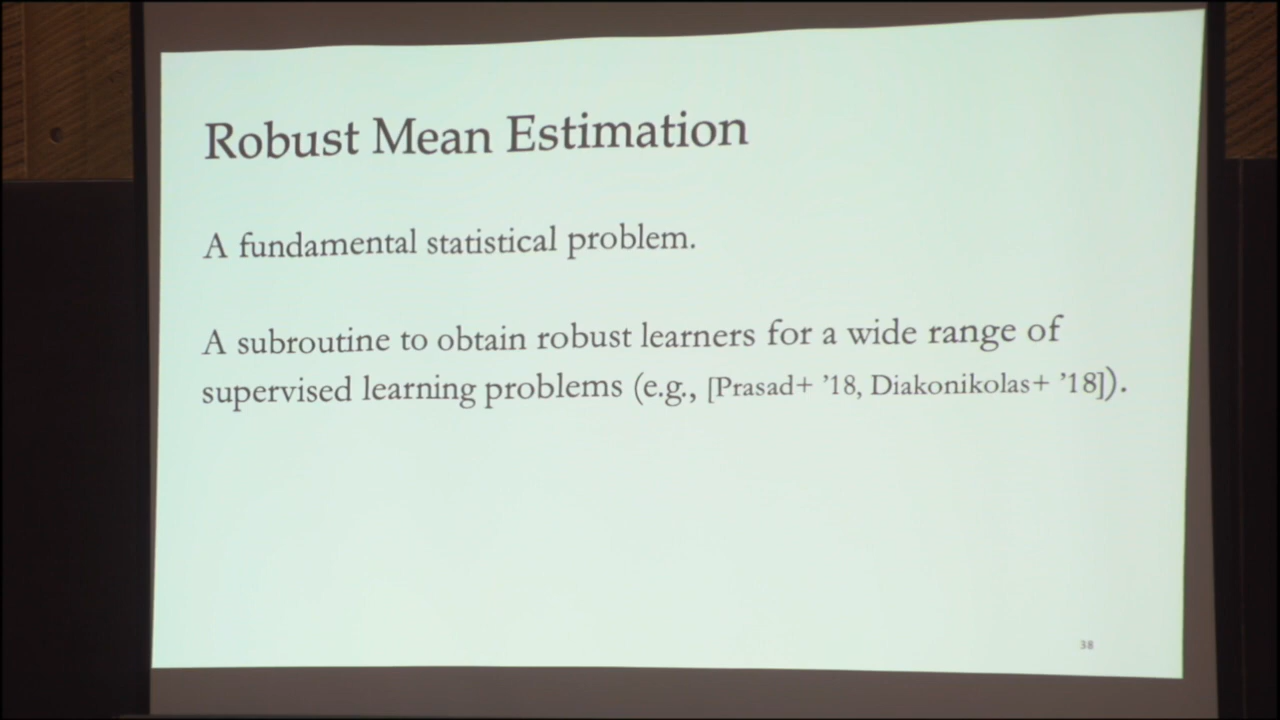 Robust Mean Estimation
A fundamental statistical problem.
A subroutine to obtain robust learners for a wide range of
supervised learning problems (e.g., [Prasad+ ’18, Diakonikolas+ ’18]).
38